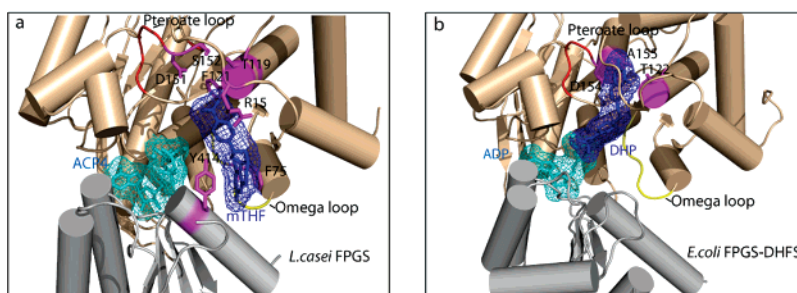 a
Pteroate loop
S152
D151
F121
T119
R15
ACP4
Y414
F75
mTHF
Omega loop
L.casei FPGS
b
Pteroate loop
A155
T122
D154
ADP
DHP
Omega loop
E.coli FPGS-DHFS